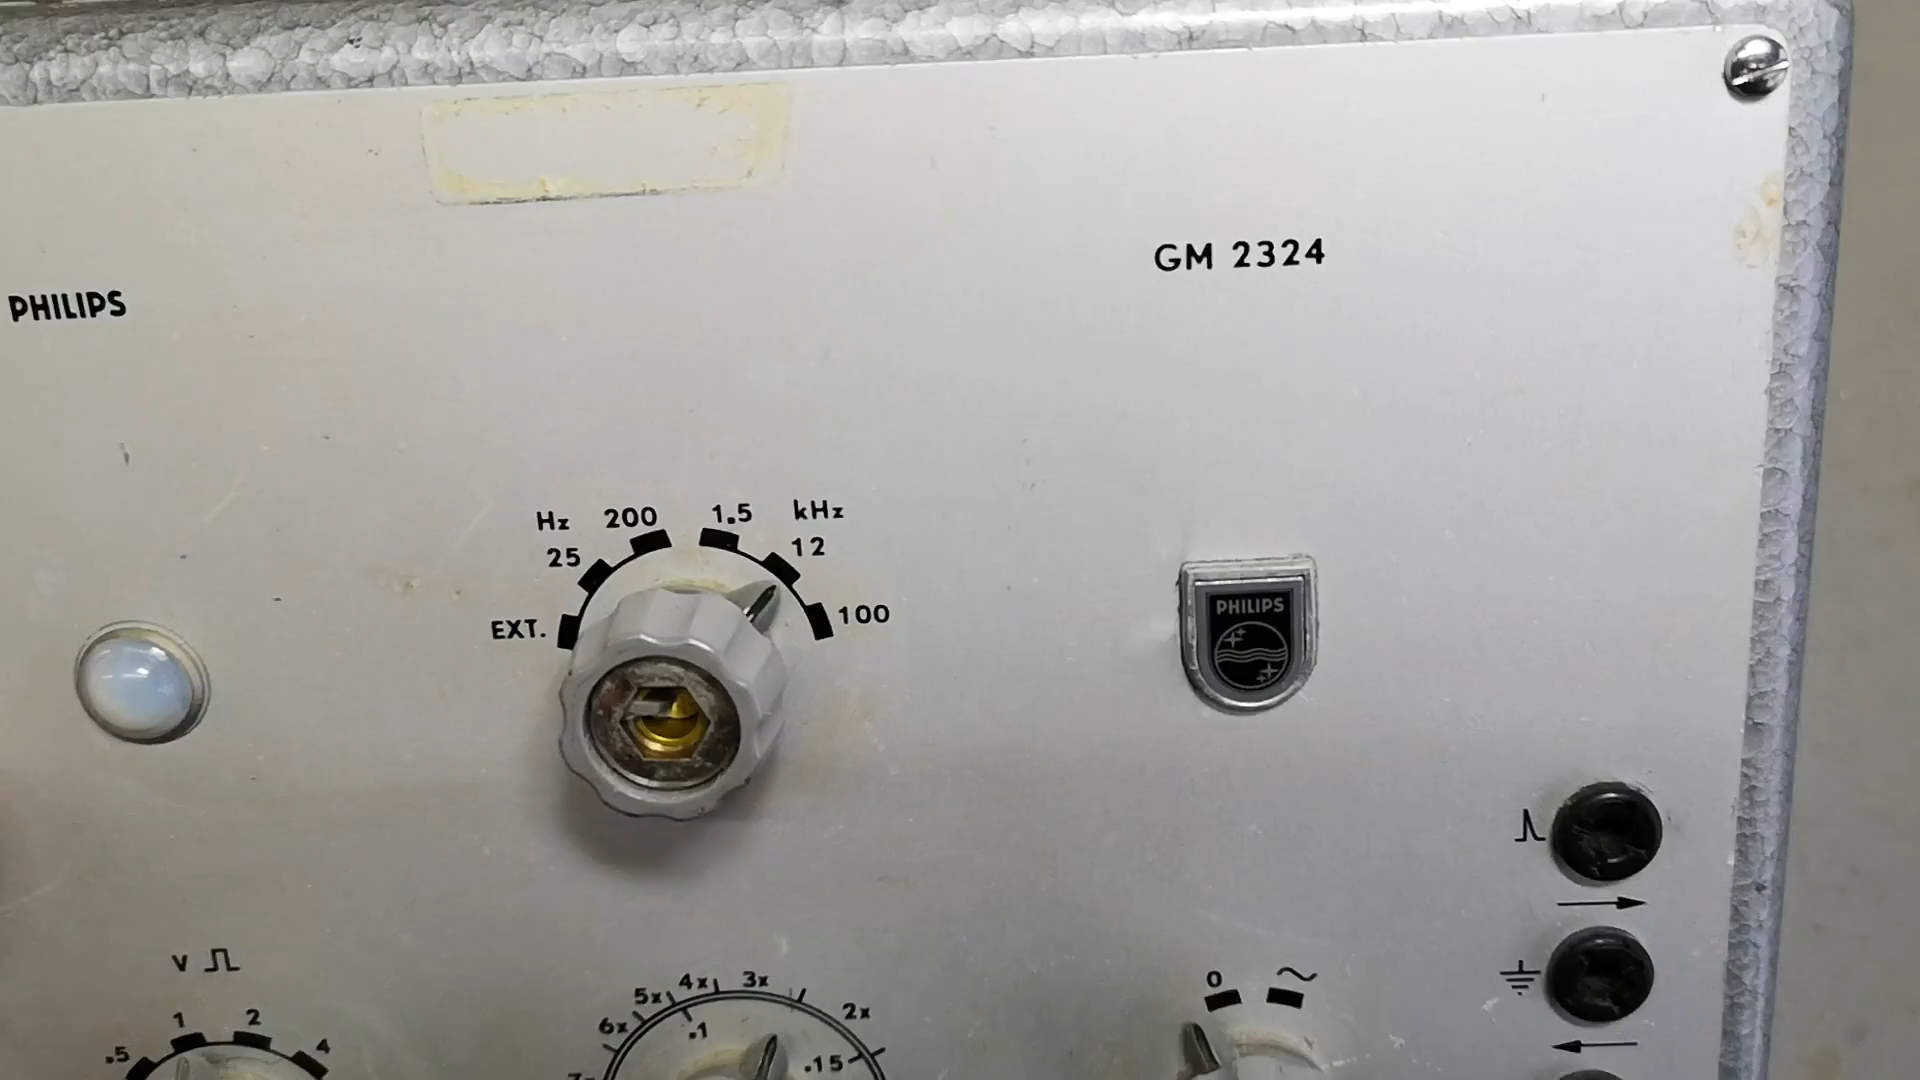 GM 2324
PHILIPS
Hz 200 1.5 kHz
25 12
EXT. 100
PHILIPS
V
0
5x 4x 3x
6x 2x
.1
1 2
.5 4
.15